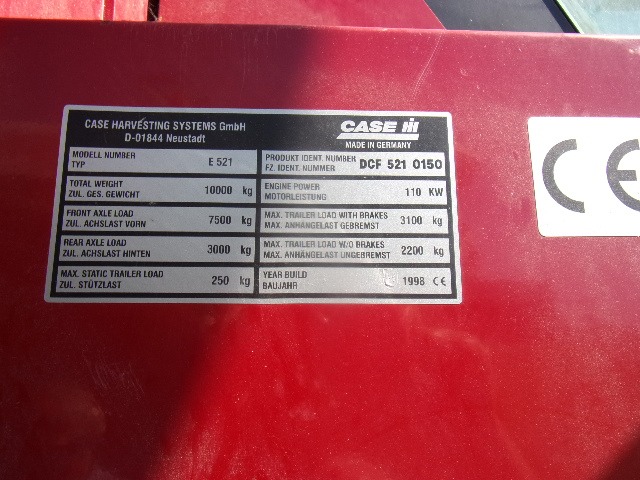 CASE HARVESTING SYSTEMS GmbH
D-01844 Neustadt
CASE IH
MADE IN GERMANY
MODELL NUMBER
TYP
E 521
PRODUKT IDENT. NUMBER
FZ. IDENT. NUMMER
DCF 521 0150
TOTAL WEIGHT
ZUL. GES. GEWICHT
10000 kg
ENGINE POWER
MOTORLEISTUNG
110 KW
FRONT AXLE LOAD
ZUL. ACHSLAST VORN
7500 kg
MAX. TRAILER LOAD WITH BRAKES
MAX. ANHÄNGELAST GEBREMST
3100 kg
REAR AXLE LOAD
ZUL. ACHSLAST HINTEN
3000 kg
MAX. TRAILER LOAD W/O BRAKES
MAX. ANHÄNGELAST UNGEBREMST
2200 kg
MAX. STATIC TRAILER LOAD
ZUL. STÜTZLAST
250 kg
YEAR BUILD
BAUJAHR
1998 CE
CE